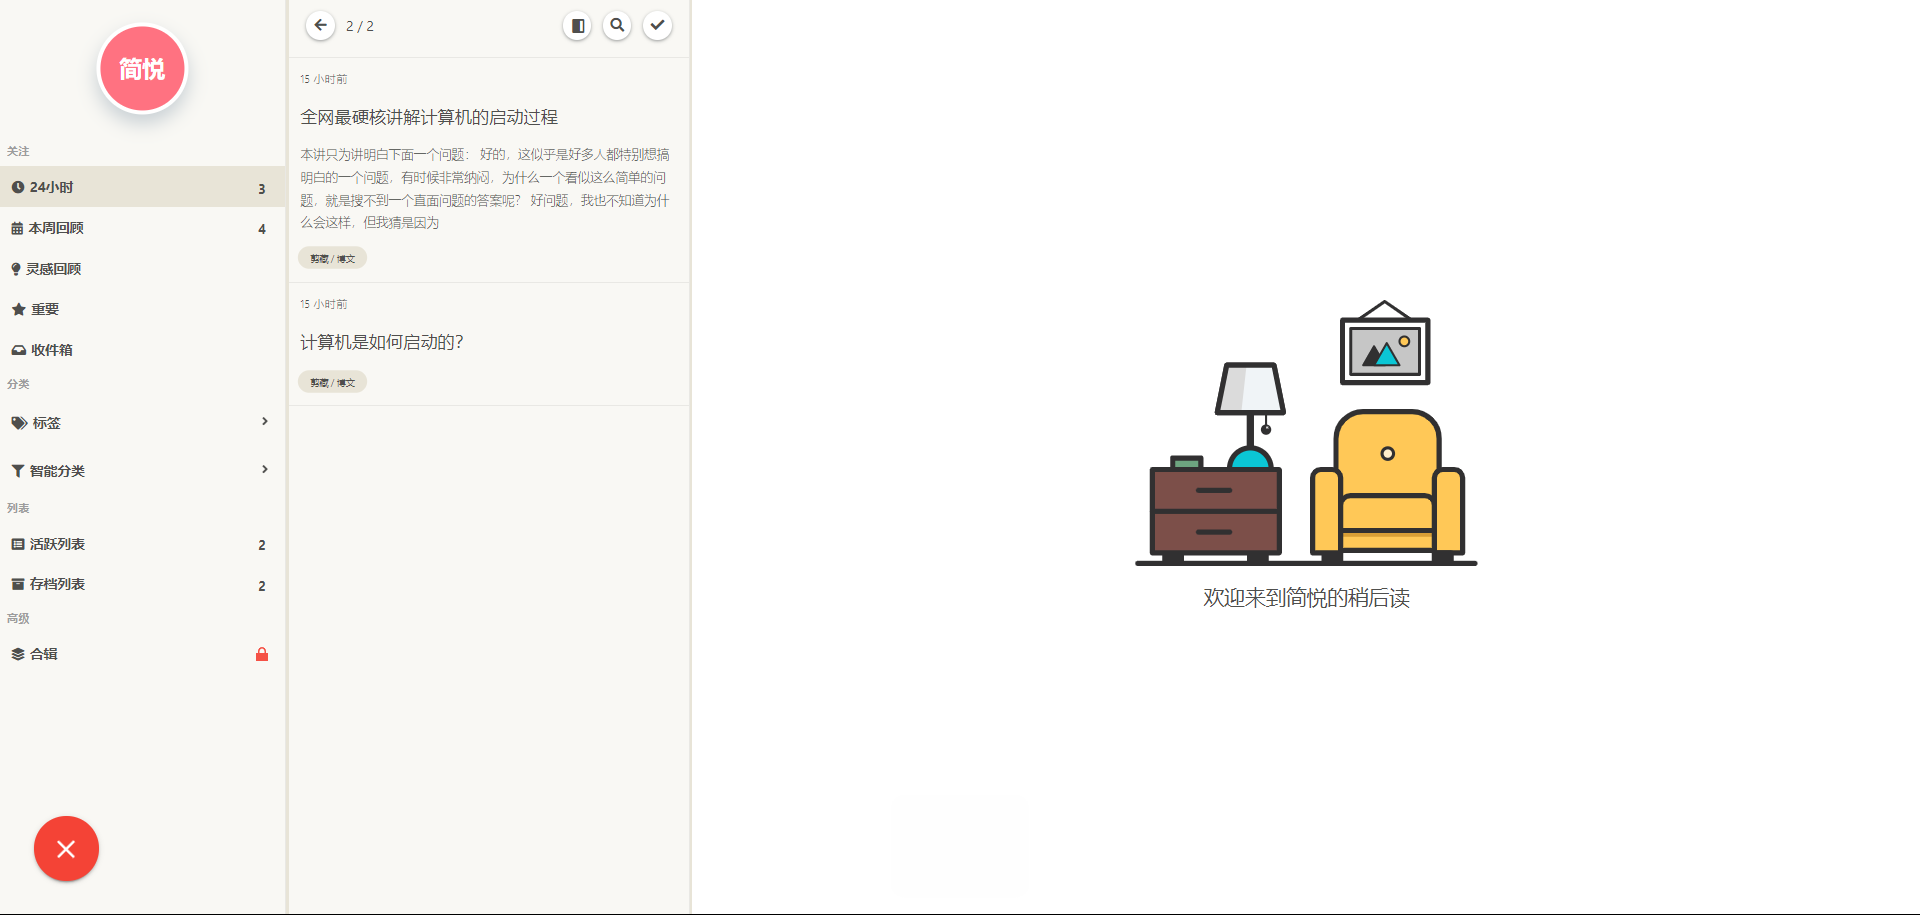 简悦
关注
24小时 3
本周回顾 4
灵感回顾
重要
收件箱
分类
标签
智能分类
列表
活跃列表 2
存档列表 2
高级
合辑
2 / 2
15 小时前
全网最硬核讲解计算机的启动过程
本讲只为讲明白下面一个问题： 好的，这似乎是好多人都特别想搞
明白的一个问题，有时候非常纳闷，为什么一个看似这么简单的问
题，就是搜不到一个直面问题的答案呢？ 好问题，我也不知道为什
么会这样，但我猜是因为
剪藏 / 博文
15 小时前
计算机是如何启动的？
剪藏 / 博文
欢迎来到简悦的稍后读